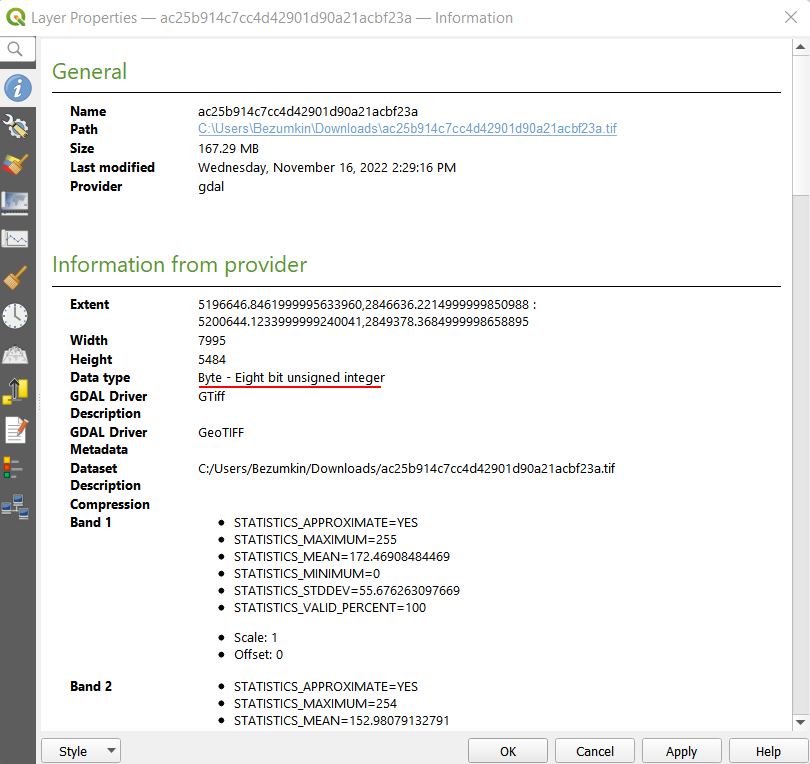 Layer Properties — ac25b914c7cc4d42901d90a21acbf23a — Information
General
Name ac25b914c7cc4d42901d90a21acbf23a
Path C:\Users\Bezumkin\Downloads\ac25b914c7cc4d42901d90a21acbf23a.tif
Size 167.29 MB
Last modified Wednesday, November 16, 2022 2:29:16 PM
Provider gdal
Information from provider
Extent 5196646.8461999995633960,2846636.2214999999850988 :
5200644.1233999999240041,2849378.3684999998658895
Width 7995
Height 5484
Data type Byte - Eight bit unsigned integer
GDAL Driver GTiff
Description
GDAL Driver GeoTIFF
Metadata
Dataset C:/Users/Bezumkin/Downloads/ac25b914c7cc4d42901d90a21acbf23a.tif
Description
Compression
Band 1 • STATISTICS_APPROXIMATE=YES
• STATISTICS_MAXIMUM=255
• STATISTICS_MEAN=172.46908484469
• STATISTICS_MINIMUM=0
• STATISTICS_STDDEV=55.676263097669
• STATISTICS_VALID_PERCENT=100
• Scale: 1
• Offset: 0
Band 2 • STATISTICS_APPROXIMATE=YES
• STATISTICS_MAXIMUM=254
• STATISTICS_MEAN=152.98079132791
Style OK Cancel Apply Help